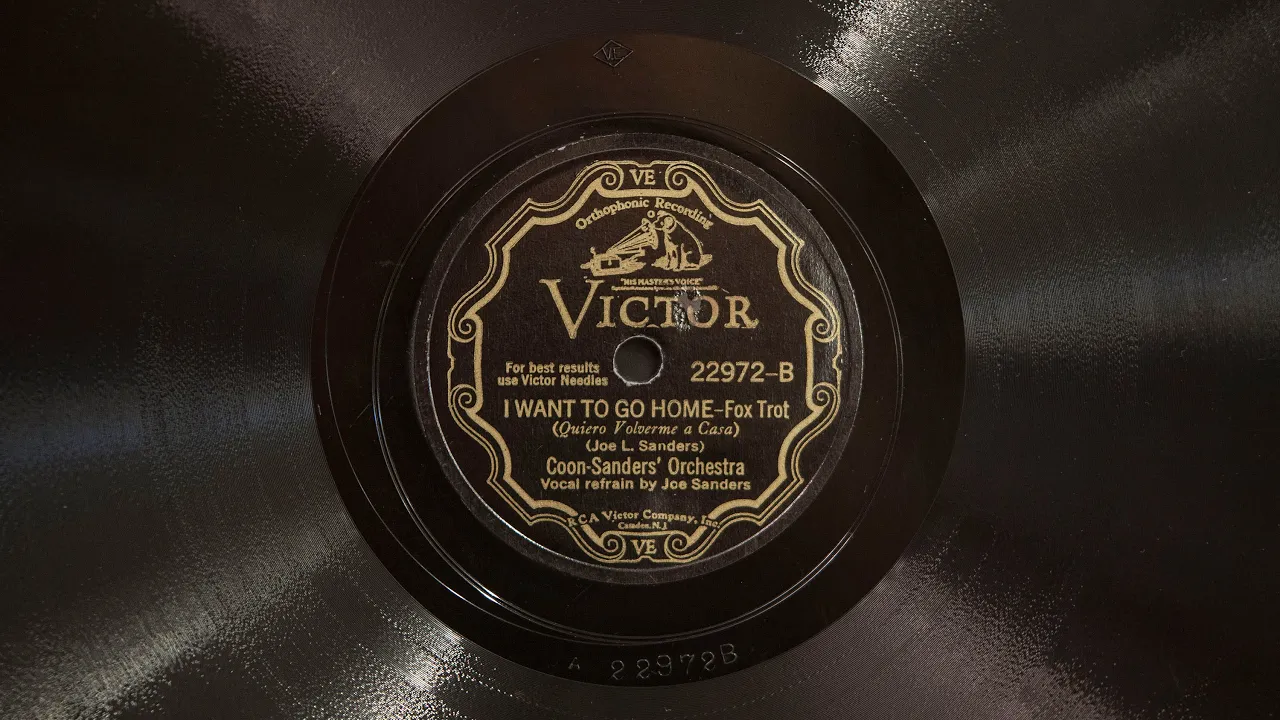 VE
VE
Orthophonic Recording
"HIS MASTER'S VOICE"
VICTOR
For best results
use Victor Needles
22972-B
I WANT TO GO HOME-Fox Trot
(Quiero Volverme a Casa)
(Joe L. Sanders)
Coon-Sanders' Orchestra
Vocal refrain by Joe Sanders
RCA Victor Company, Inc.
Camden, N.J.
VE
A 22972B